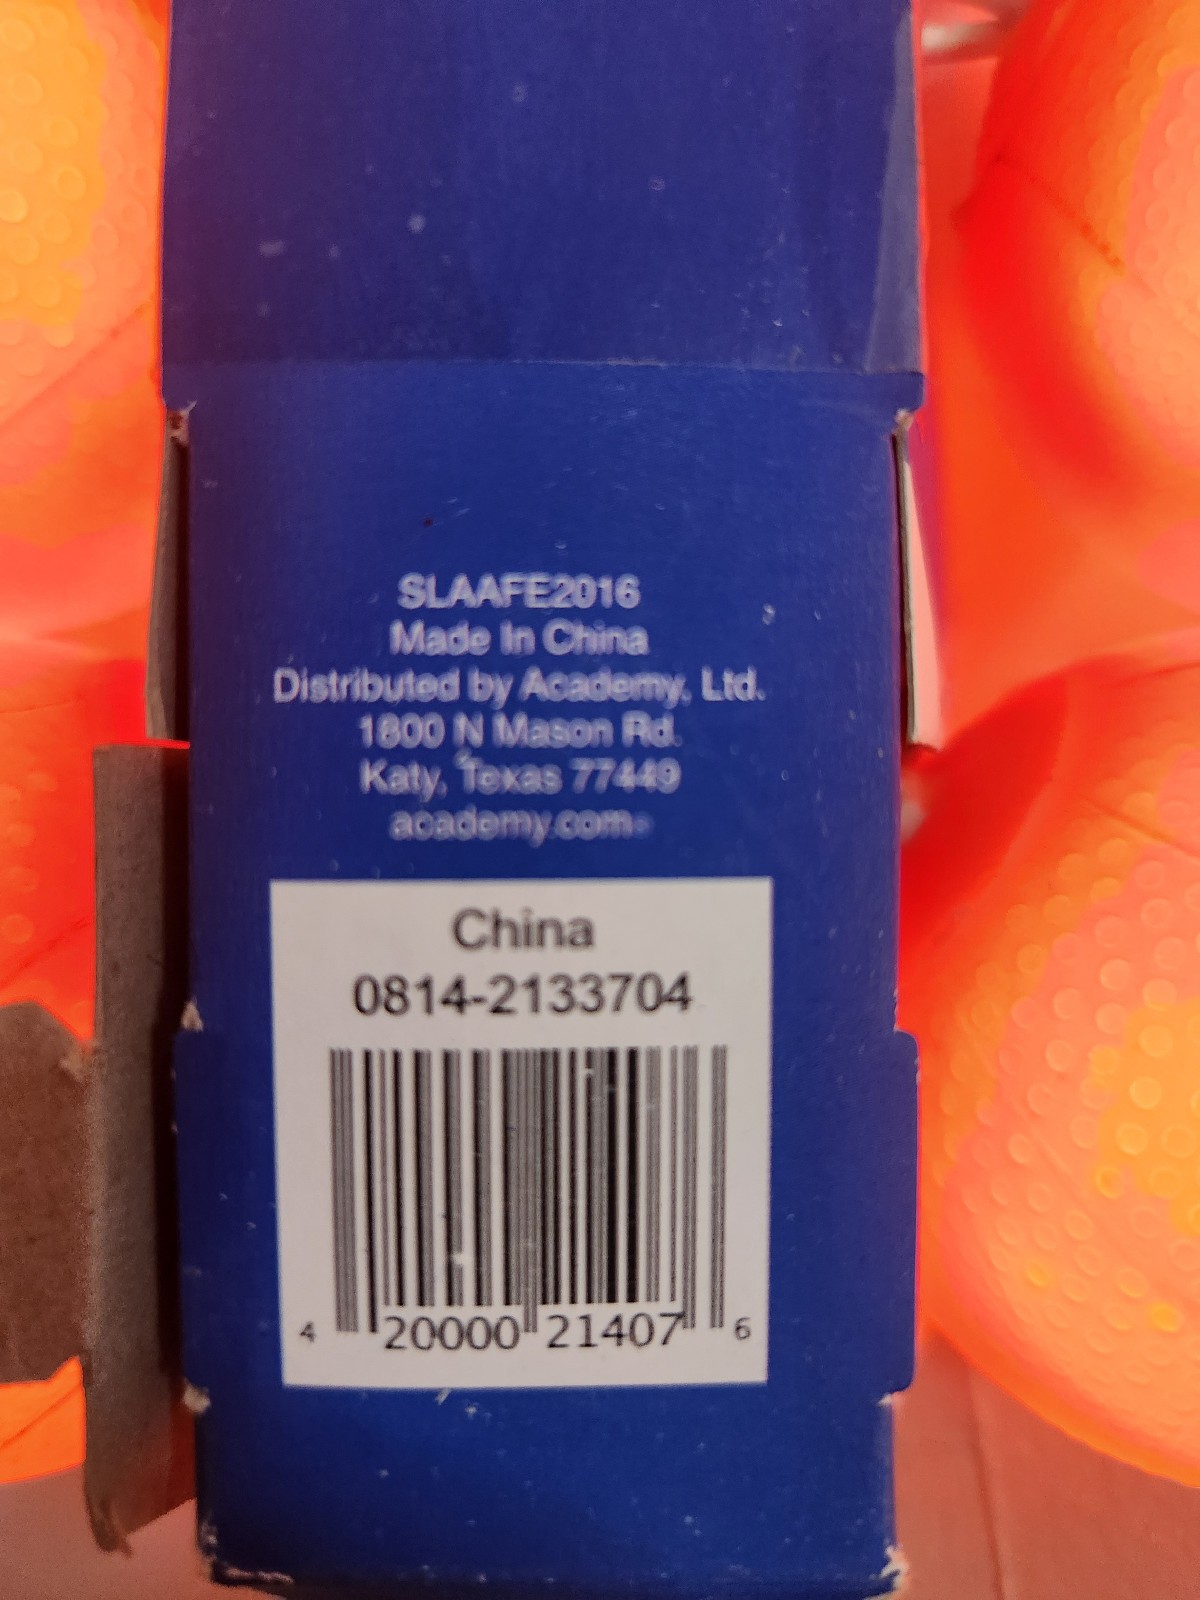 SLAAFE2016
Made In China
Distributed by Academy, Ltd.
1800 N Mason Rd.
Katy, Texas 77449
academy.com
China
0814-2133704
4 20000 21407 6